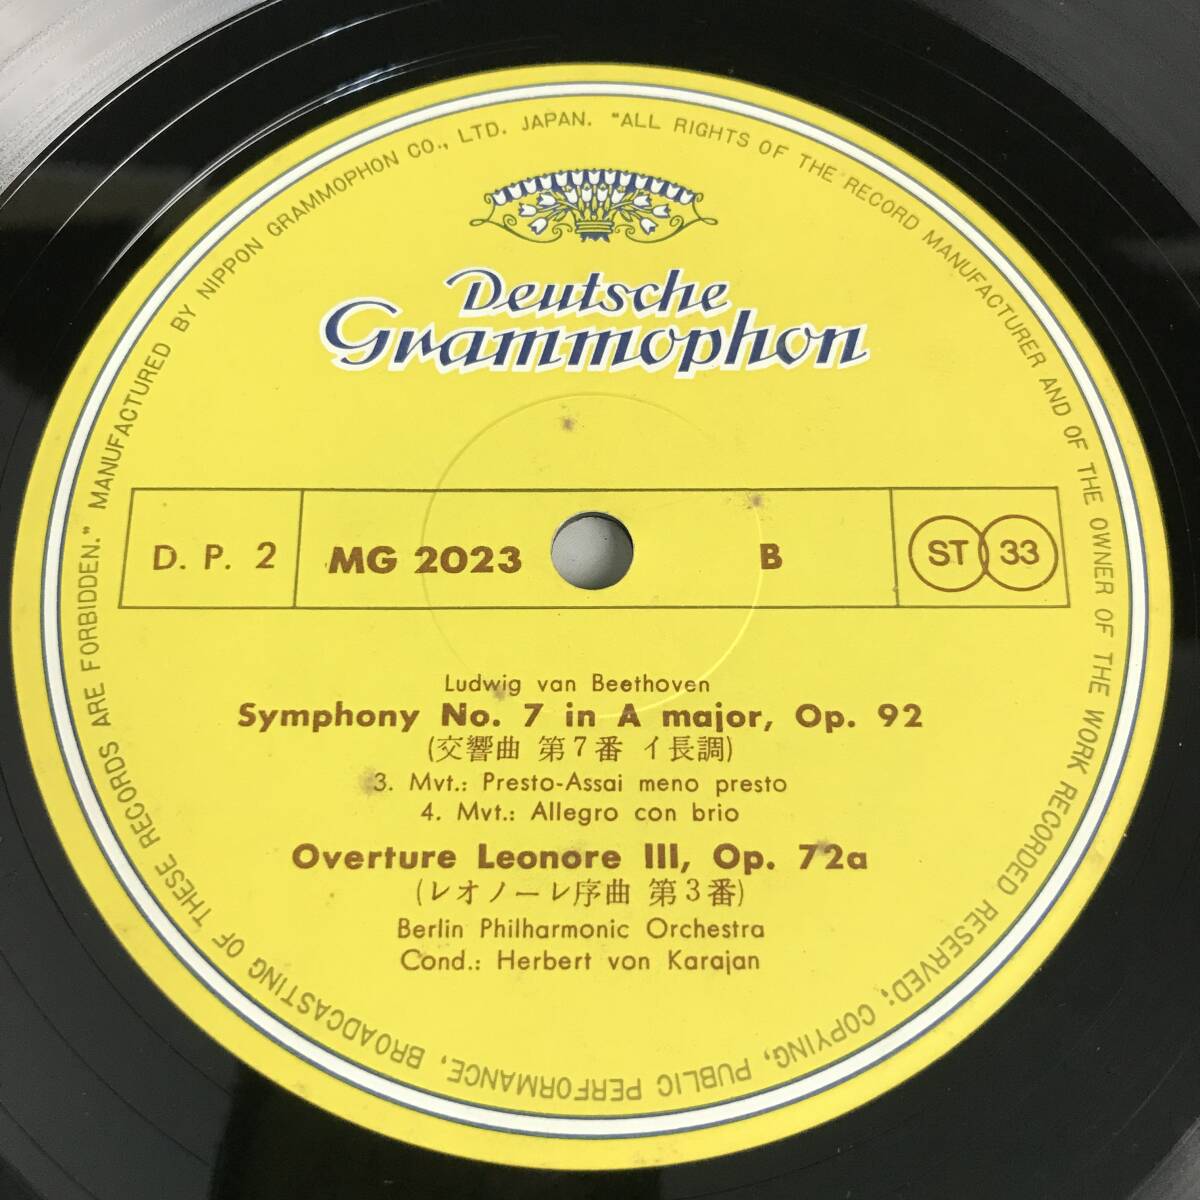 MANUFACTURED BY NIPPON GRAMMOPHON CO., LTD. JAPAN. "ALL RIGHTS OF THE RECORD MANUFACTURER AND OF THE OWNER OF THE WORK RECORDED RESERVED; COPYING, PUBLIC PERFORMANCE, BROADCASTING OF THESE RECORDS ARE FORBIDDEN."
Deutsche
Grammophon
D. P. 2 MG 2023 B ST 33
Ludwig van Beethoven
Symphony No. 7 in A major, Op. 92
(交響曲 第7番 イ長調)
3. Mvt.: Presto-Assai meno presto
4. Mvt.: Allegro con brio
Overture Leonore III, Op. 72a
(レオノーレ序曲 第3番)
Berlin Philharmonic Orchestra
Cond.: Herbert von Karajan